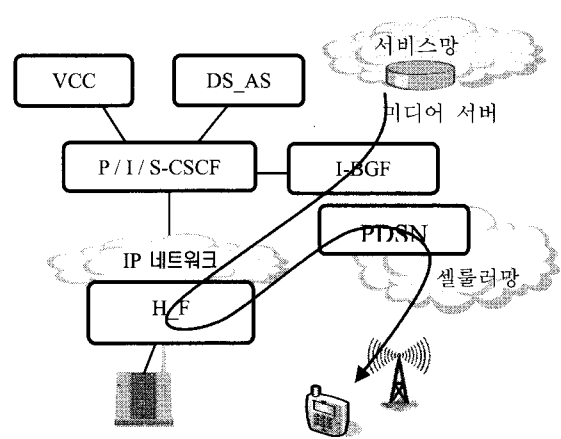 서비스망
VCC
DS_AS
미디어 서버
P / I / S-CSCF
I-BGF
PDSN
IP 네트워크
셀룰러망
H_F